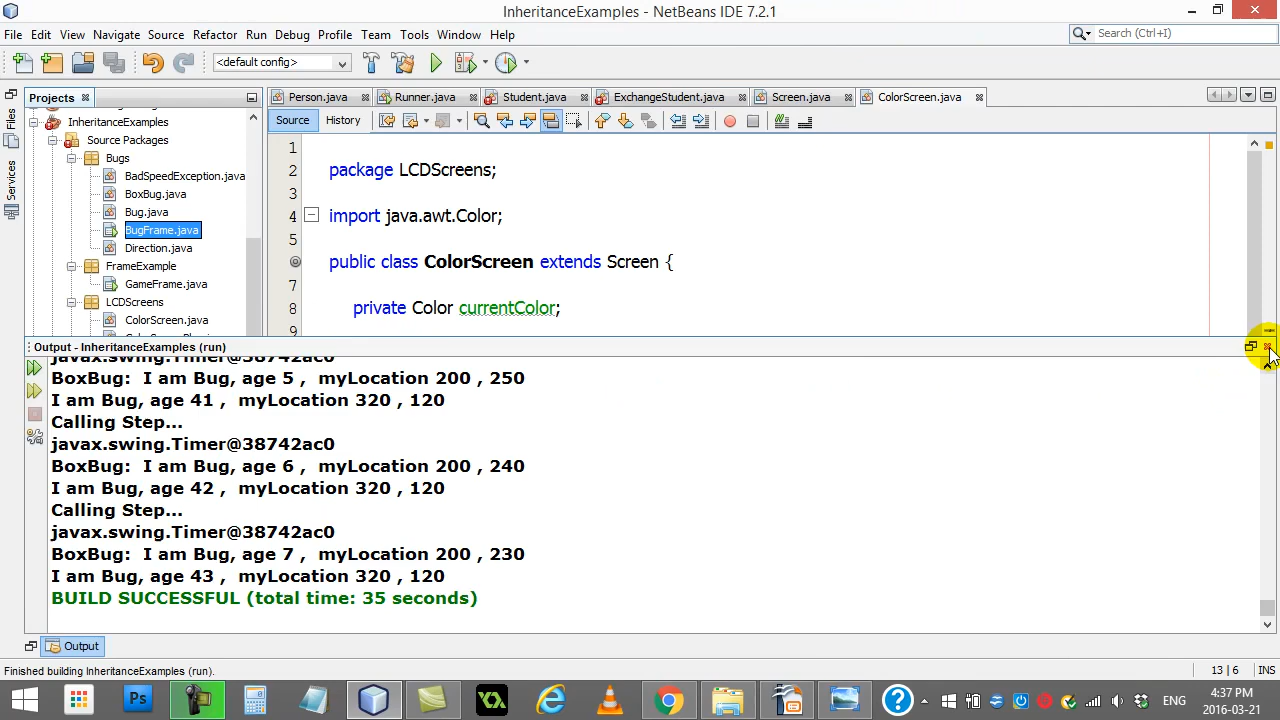 InheritanceExamples - NetBeans IDE 7.2.1
File Edit View Navigate Source Refactor Run Debug Profile Team Tools Window Help
Search (Ctrl+I)
<default config>
Projects
Person.java Runner.java Student.java ExchangeStudent.java Screen.java ColorScreen.java
Files
Services
Source History
InheritanceExamples
Source Packages
Bugs
BadSpeedException.java
BoxBug.java
Bug.java
BugFrame.java
Direction.java
FrameExample
GameFrame.java
LCDScreens
ColorScreen.java
1
2 package LCDScreens;
3
4 import java.awt.Color;
5
6 public class ColorScreen extends Screen {
7
8 private Color currentColor;
9
Output - InheritanceExamples (run)
javax.swing.Timer@38742ac0
BoxBug: I am Bug, age 5 , myLocation 200 , 250
I am Bug, age 41 , myLocation 320 , 120
Calling Step...
javax.swing.Timer@38742ac0
BoxBug: I am Bug, age 6 , myLocation 200 , 240
I am Bug, age 42 , myLocation 320 , 120
Calling Step...
javax.swing.Timer@38742ac0
BoxBug: I am Bug, age 7 , myLocation 200 , 230
I am Bug, age 43 , myLocation 320 , 120
BUILD SUCCESSFUL (total time: 35 seconds)
Output
Finished building InheritanceExamples (run).
13 | 6 INS
Ps
ENG
4:37 PM
2016-03-21